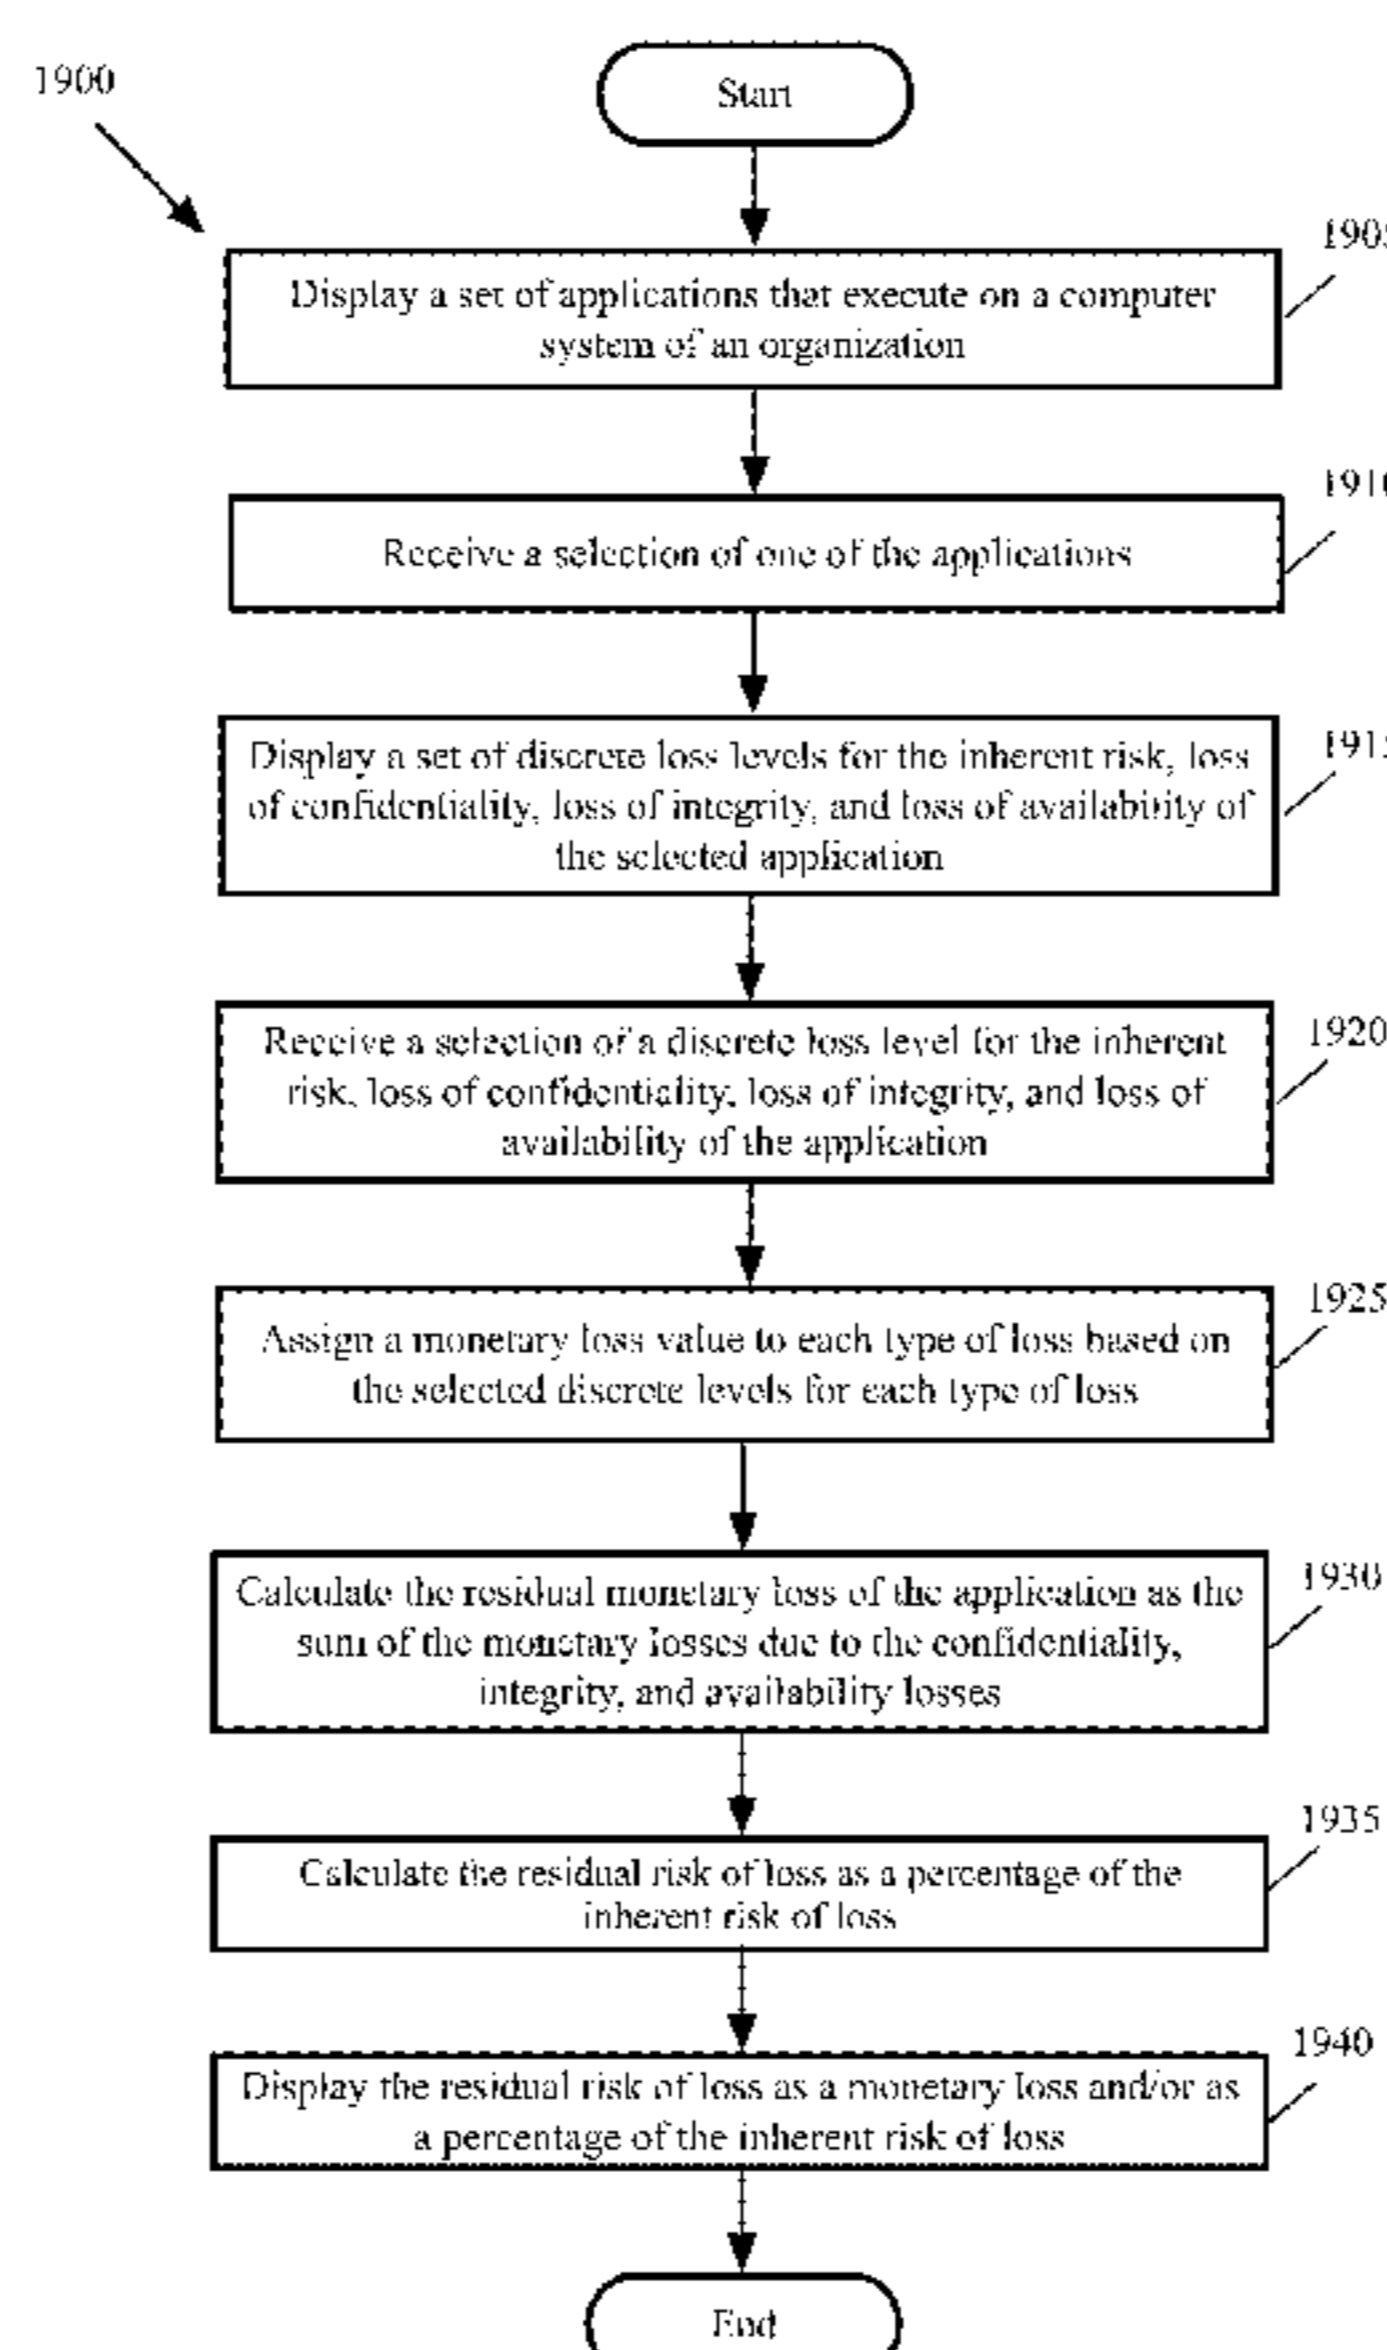 1900
Start
1905
Display a set of applications that execute on a computer
system of an organization
1910
Receive a selection of one of the applications
1915
Display a set of discrete loss levels for the inherent risk, loss
of confidentiality, loss of integrity, and loss of availability of
the selected application
1920
Receive a selection of a discrete loss level for the inherent
risk, loss of confidentiality, loss of integrity, and loss of
availability of the application
1925
Assign a monetary loss value to each type of loss based on
the selected discrete levels for each type of loss
1930
Calculate the residual monetary loss of the application as the
sum of the monetary losses due to the confidentiality,
integrity, and availability losses
1935
Calculate the residual risk of loss as a percentage of the
inherent risk of loss
1940
Display the residual risk of loss as a monetary loss and/or as
a percentage of the inherent risk of loss
End